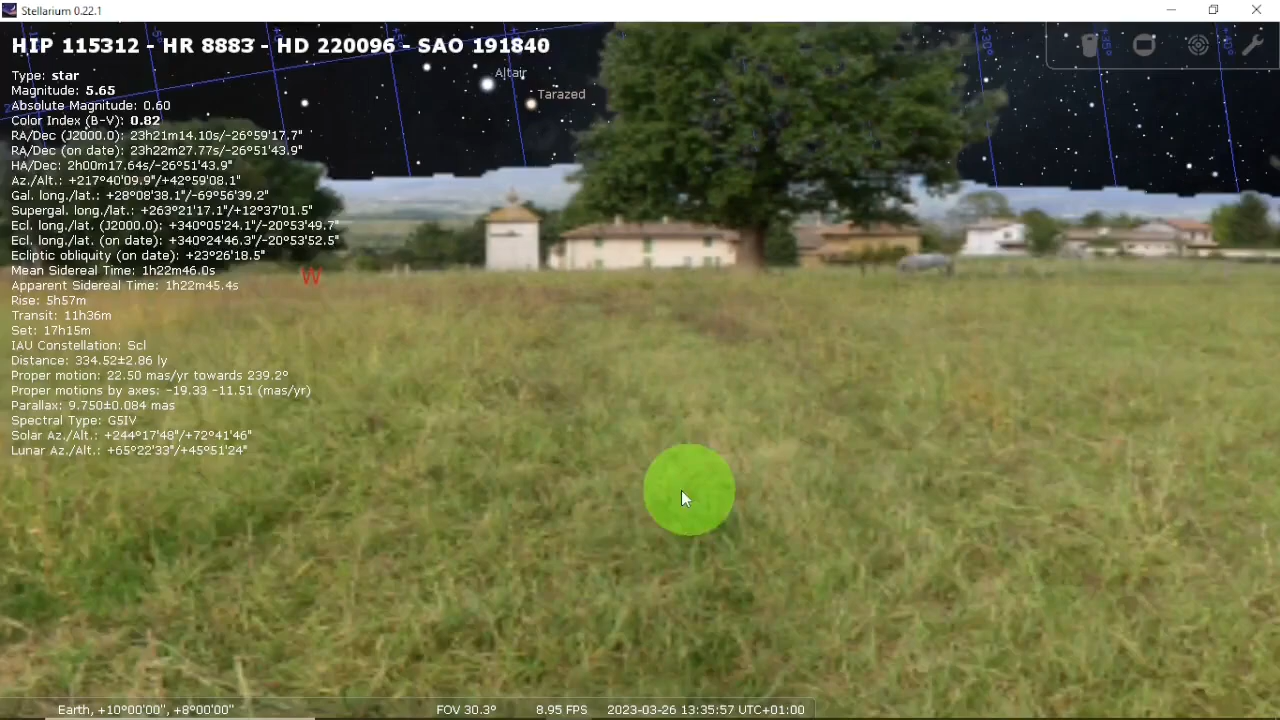 Stellarium 0.22.1
HIP 115312 - HR 8883 - HD 220096 - SAO 191840
Altair
Tarazed
Type: star
Magnitude: 5.65
Absolute Magnitude: 0.60
Color Index (B-V): 0.82
RA/Dec (J2000.0): 23h21m14.10s/-26°59'17.7"
RA/Dec (on date): 23h22m27.77s/-26°51'43.9"
HA/Dec: 2h00m17.64s/-26°51'43.9"
Az./Alt.: +217°40'09.9"/+42°59'08.1"
Gal. long./lat.: +28°08'38.1"/-69°56'39.2"
Supergal. long./lat.: +263°21'17.1"/+12°37'01.5"
Ecl. long./lat. (J2000.0): +340°05'24.1"/-20°53'49.7"
Ecl. long./lat. (on date): +340°24'46.3"/-20°53'52.5"
Ecliptic obliquity (on date): +23°26'18.5"
Mean Sidereal Time: 1h22m46.0s
W
Apparent Sidereal Time: 1h22m45.4s
Rise: 5h57m
Transit: 11h36m
Set: 17h15m
IAU Constellation: Scl
Distance: 334.52±2.86 ly
Proper motion: 22.50 mas/yr towards 239.2°
Proper motions by axes: -19.33 -11.51 (mas/yr)
Parallax: 9.750±0.084 mas
Spectral Type: G5IV
Solar Az./Alt.: +244°17'48"/+72°41'46"
Lunar Az./Alt.: +65°22'33"/+45°51'24"
Earth, +10°00'00", +8°00'00" FOV 30.3° 8.95 FPS 2023-03-26 13:35:57 UTC+01:00